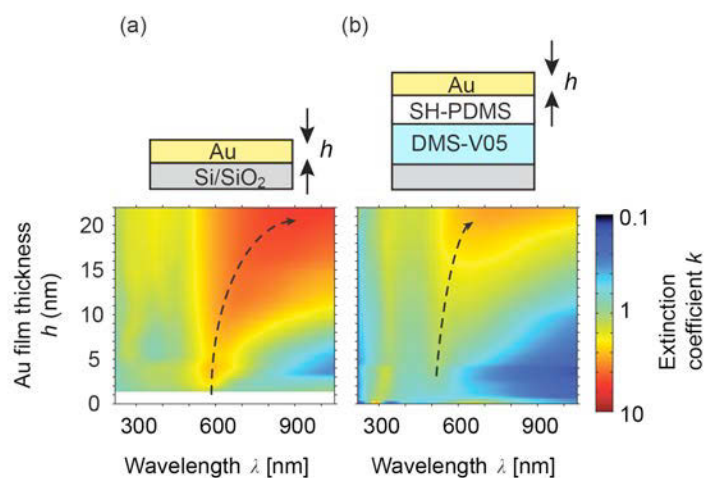 (a)
(b)
Au
h
SH-PDMS
DMS-V05
Au
h
Si/SiO₂
Au film thickness
h (nm)
20
15
10
5
0
300
600
900
Wavelength λ [nm]
300
600
900
Wavelength λ [nm]
0.1
1
10
Extinction
coefficient k